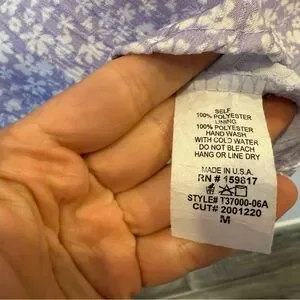 SELF
100% POLYESTER
LINING
100% POLYESTER
HAND WASH
WITH COLD WATER
DO NOT BLEACH
HANG OR LINE DRY
MADE IN U.S.A.
RN # 159817
STYLE# T37000-06A
CUT# 2001220
M